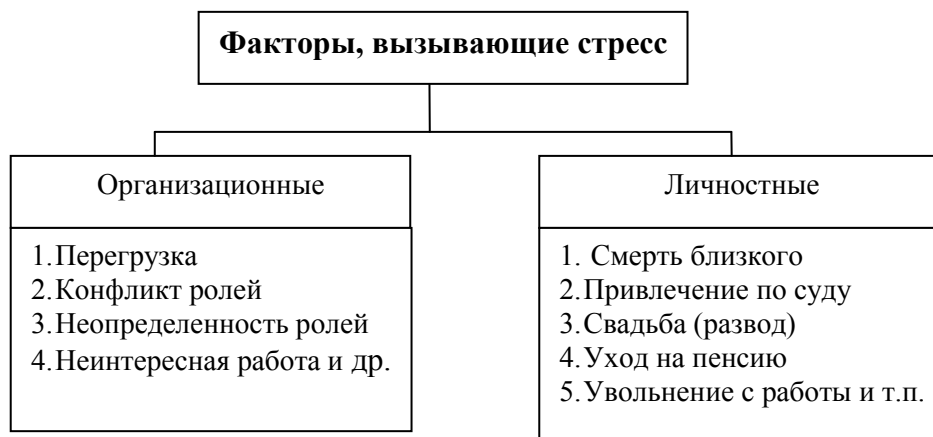 Факторы, вызывающие стресс
Организационные
1.Перегрузка
2.Конфликт ролей
3.Неопределенность ролей
4.Неинтересная работа и др.
Личностные
1. Смерть близкого
2.Привлечение по суду
3.Свадьба (развод)
4.Уход на пенсию
5.Увольнение с работы и т.п.